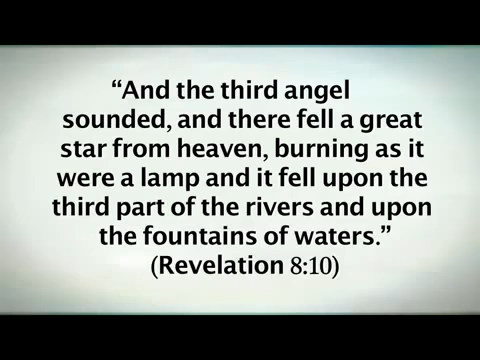 “And the third angel
sounded, and there fell a great
star from heaven, burning as it
were a lamp and it fell upon the
third part of the rivers and upon
the fountains of waters.”
(Revelation 8:10)